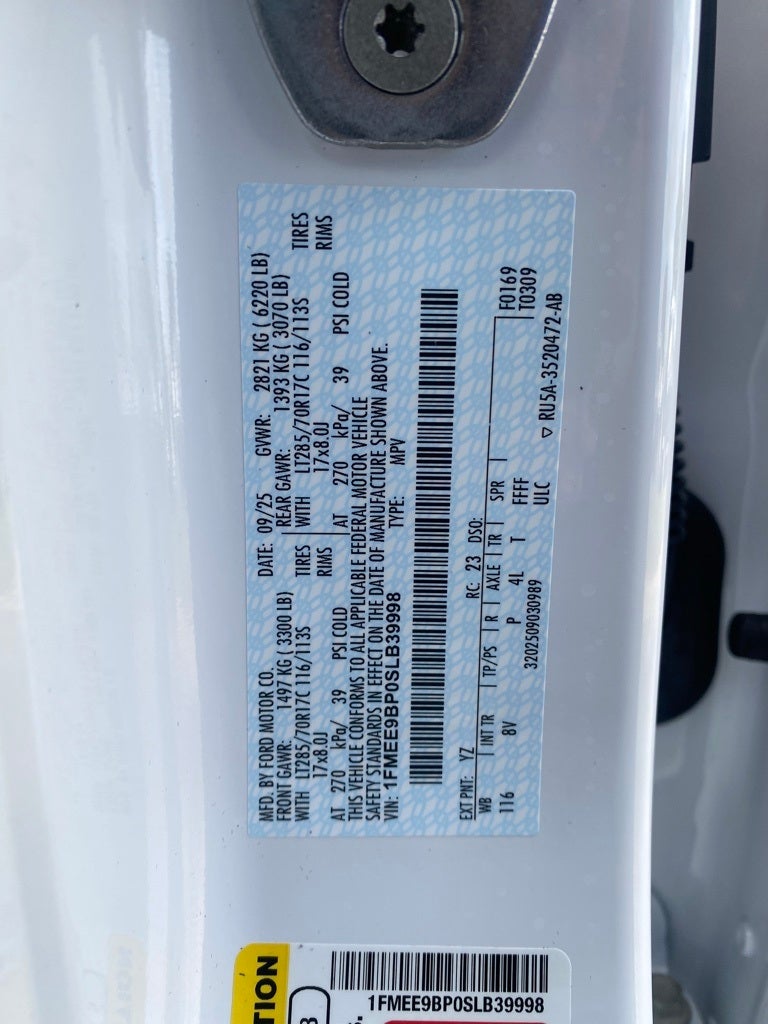 MFD. BY FORD MOTOR CO.
DATE: 09/25 GVWR: 2821 KG ( 6220 LB)
FRONT GAWR: 1497 KG ( 3300 LB) REAR GAWR: 1393 KG ( 3070 LB)
WITH LT285/70R17C 116/113S TIRES WITH LT285/70R17C 116/113S TIRES
17x8.0J RIMS 17x8.0J RIMS
AT 270 kPa/ 39 PSI COLD AT 270 kPa/ 39 PSI COLD
THIS VEHICLE CONFORMS TO ALL APPLICABLE FEDERAL MOTOR VEHICLE
SAFETY STANDARDS IN EFFECT ON THE DATE OF MANUFACTURE SHOWN ABOVE.
VIN: 1FMEE9BP0SLB39998 TYPE: MPV
EXT PNT: YZ RC: 23 DSO:
WB INT TR TP/PS R AXLE TR SPR F0169
116 8V P 4L T FFFF T0309
3202509030989 ULC ▽ RU5A-3520472-AB
TION
1FMEE9BP0SLB39998